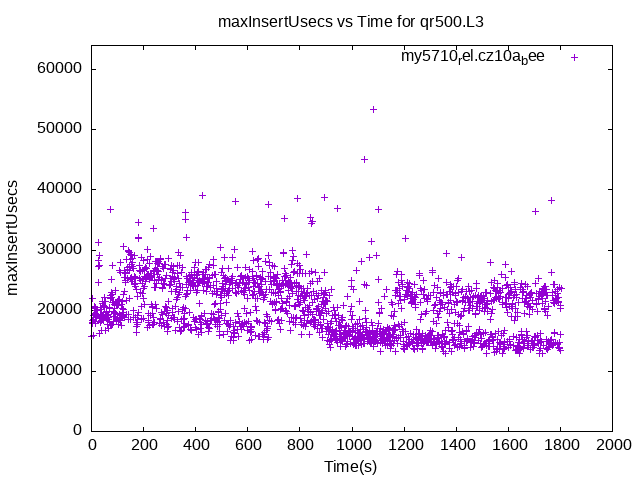 maxInsertUsecs vs Time for qr500.L3
my5710rel.cz10abee
60000
50000
40000
30000
20000
10000
0
maxInsertUsecs
0 200 400 600 800 1000 1200 1400 1600 1800 2000
Time(s)